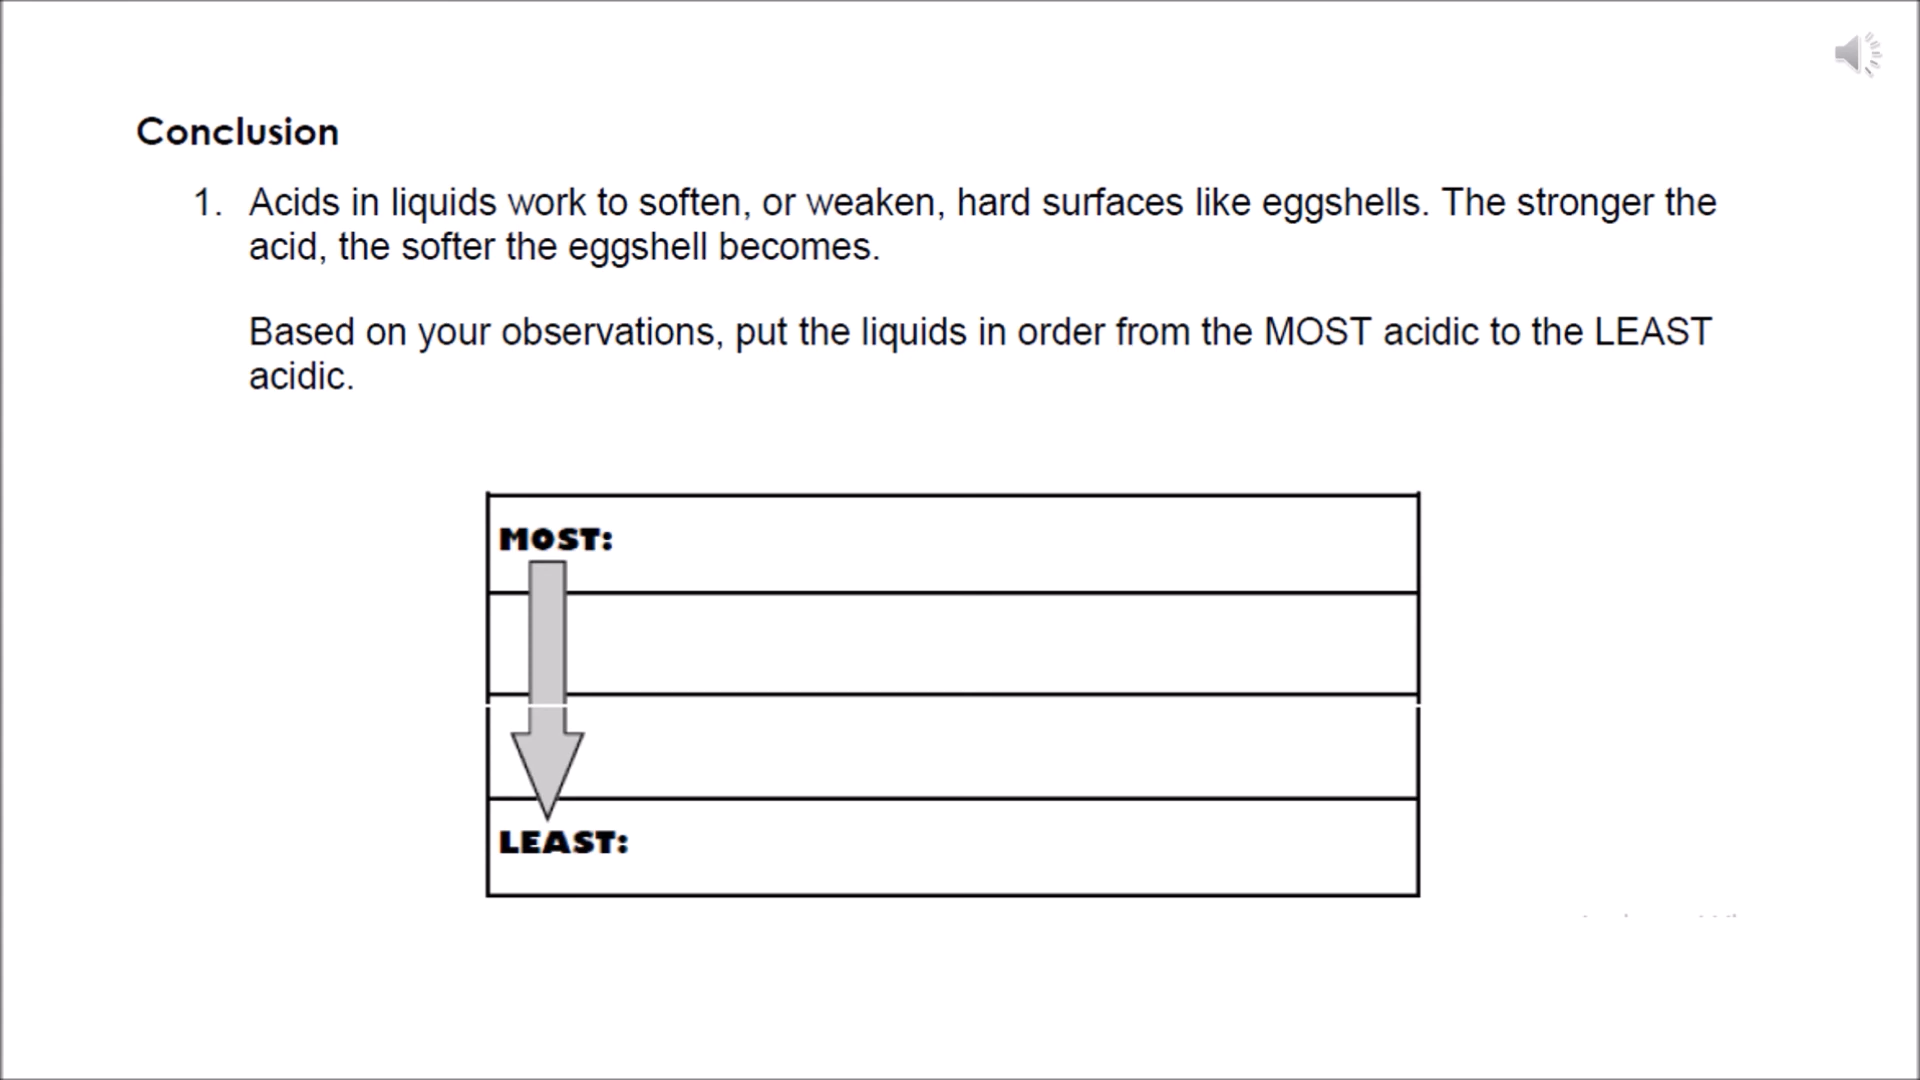 Conclusion
1. Acids in liquids work to soften, or weaken, hard surfaces like eggshells. The stronger the
acid, the softer the eggshell becomes.
Based on your observations, put the liquids in order from the MOST acidic to the LEAST
acidic.
MOST:
LEAST: